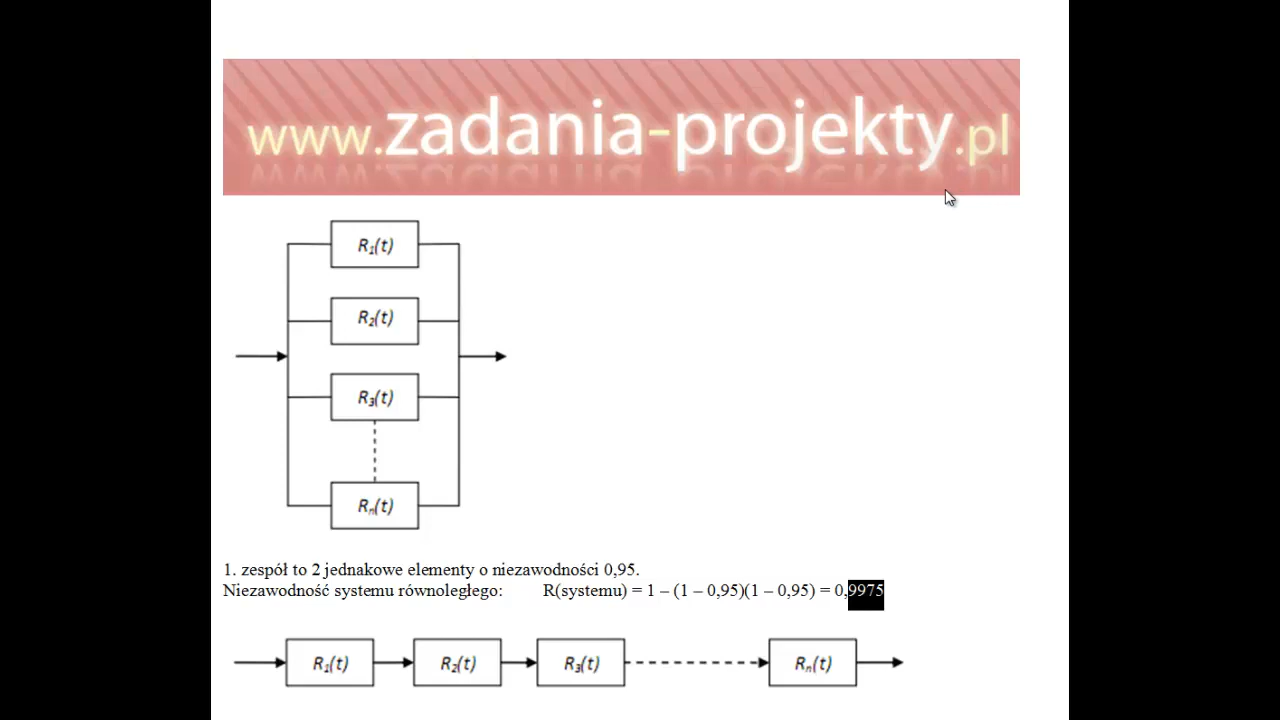 www.zadania-projekty.pl
R₁(t)
R₂(t)
R₃(t)
Rₙ(t)
1. zespół to 2 jednakowe elementy o niezawodności 0,95.
Niezawodność systemu równoległego: R(systemu) = 1 – (1 – 0,95)(1 – 0,95) = 0,9975
R₁(t) R₂(t) R₃(t) Rₙ(t)